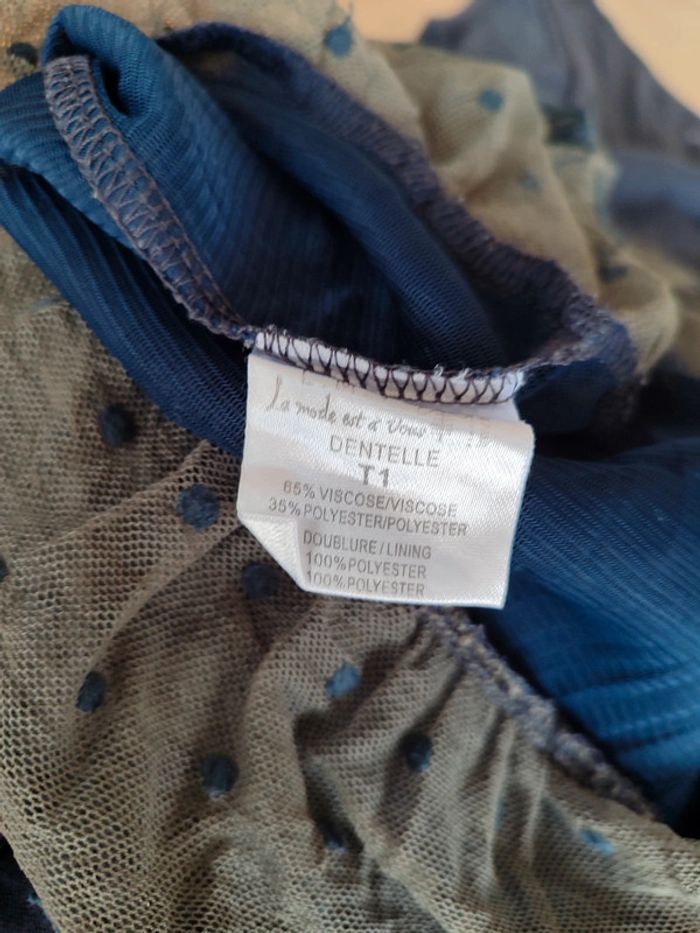 La mode est à Vous
DENTELLE
T1
65% VISCOSE/VISCOSE
35% POLYESTER/POLYESTER
DOUBLURE/LINING
100% POLYESTER
100% POLYESTER